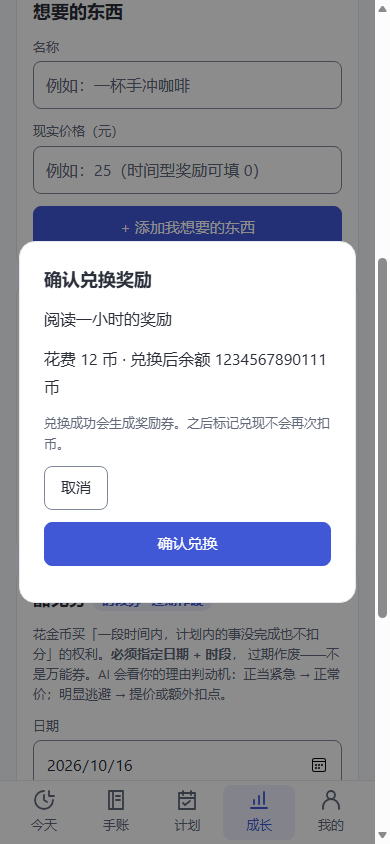 想要的东西
名称
例如：一杯手冲咖啡
现实价格（元）
例如：25（时间型奖励可填 0）
+ 添加我想要的东西
确认兑换奖励
阅读一小时的奖励
花费 12 币 · 兑换后余额 1234567890111
币
兑换成功会生成奖励券。之后标记兑现不会再次扣
币。
取消
确认兑换
花金币买「一段时间内，计划内的事没完成也不扣
分」的权利。必须指定日期 + 时段，过期作废——不
是万能券。AI 会看你的理由判动机：正当紧急 → 正常
价；明显逃避 → 提价或额外扣点。
日期
2026/10/16
今天
手账
计划
成长
我的